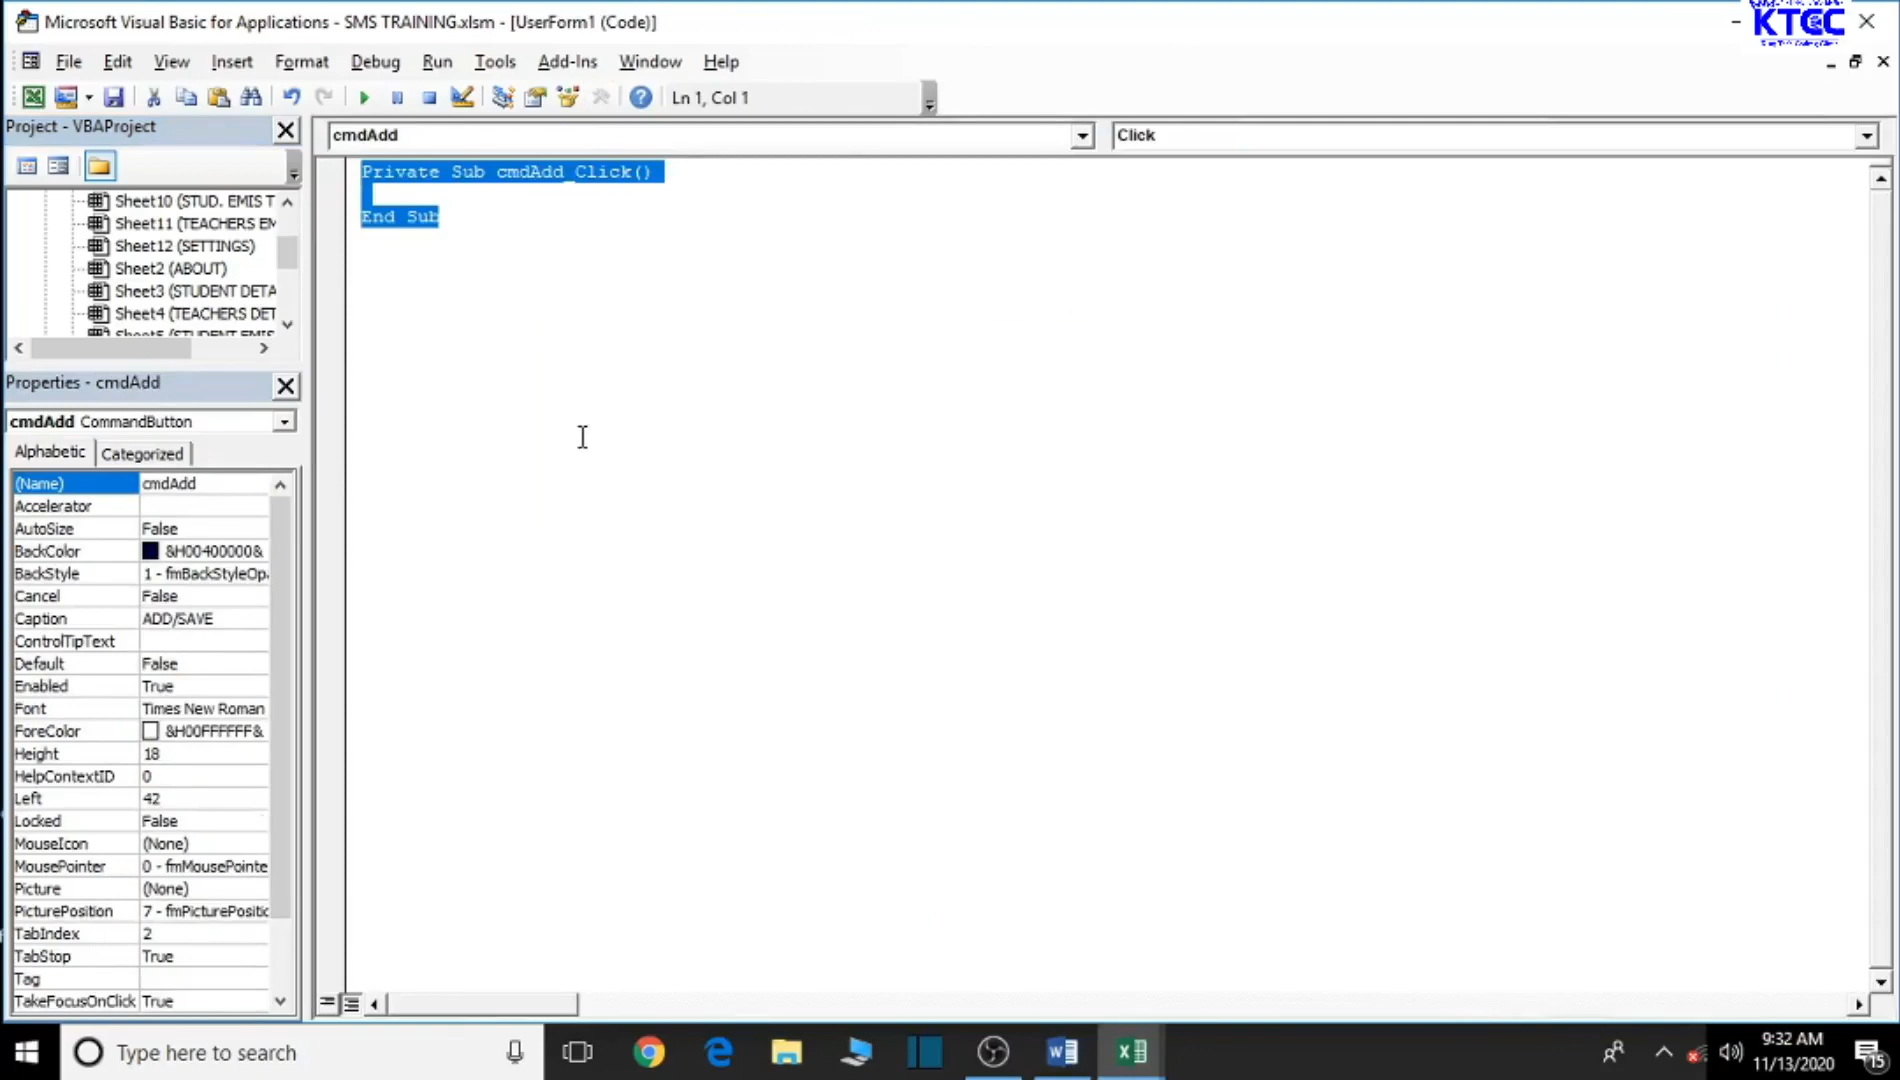 Microsoft Visual Basic for Applications - SMS TRAINING.xlsm - [UserForm1 (Code)]
KTCC
File Edit View Insert Format Debug Run Tools Add-Ins Window Help
Ln 1, Col 1
Project - VBAProject
cmdAdd
Click
Private Sub cmdAdd_Click()
End Sub
Sheet10 (STUD. EMIS T
Sheet11 (TEACHERS EM
Sheet12 (SETTINGS)
Sheet2 (ABOUT)
Sheet3 (STUDENT DETA
Sheet4 (TEACHERS DET
Sheet5 (STUDENT EMIS
Properties - cmdAdd
cmdAdd CommandButton
Alphabetic Categorized
(Name) cmdAdd
Accelerator
AutoSize False
BackColor &H00400000&
BackStyle 1 - fmBackStyleOp
Cancel False
Caption ADD/SAVE
ControlTipText
Default False
Enabled True
Font Times New Roman
ForeColor &H00FFFFFF&
Height 18
HelpContextID 0
Left 42
Locked False
MouseIcon (None)
MousePointer 0 - fmMousePointe
Picture (None)
PicturePosition 7 - fmPicturePositic
TabIndex 2
TabStop True
Tag
TakeFocusOnClick True
Type here to search
9:32 AM
11/13/2020
15